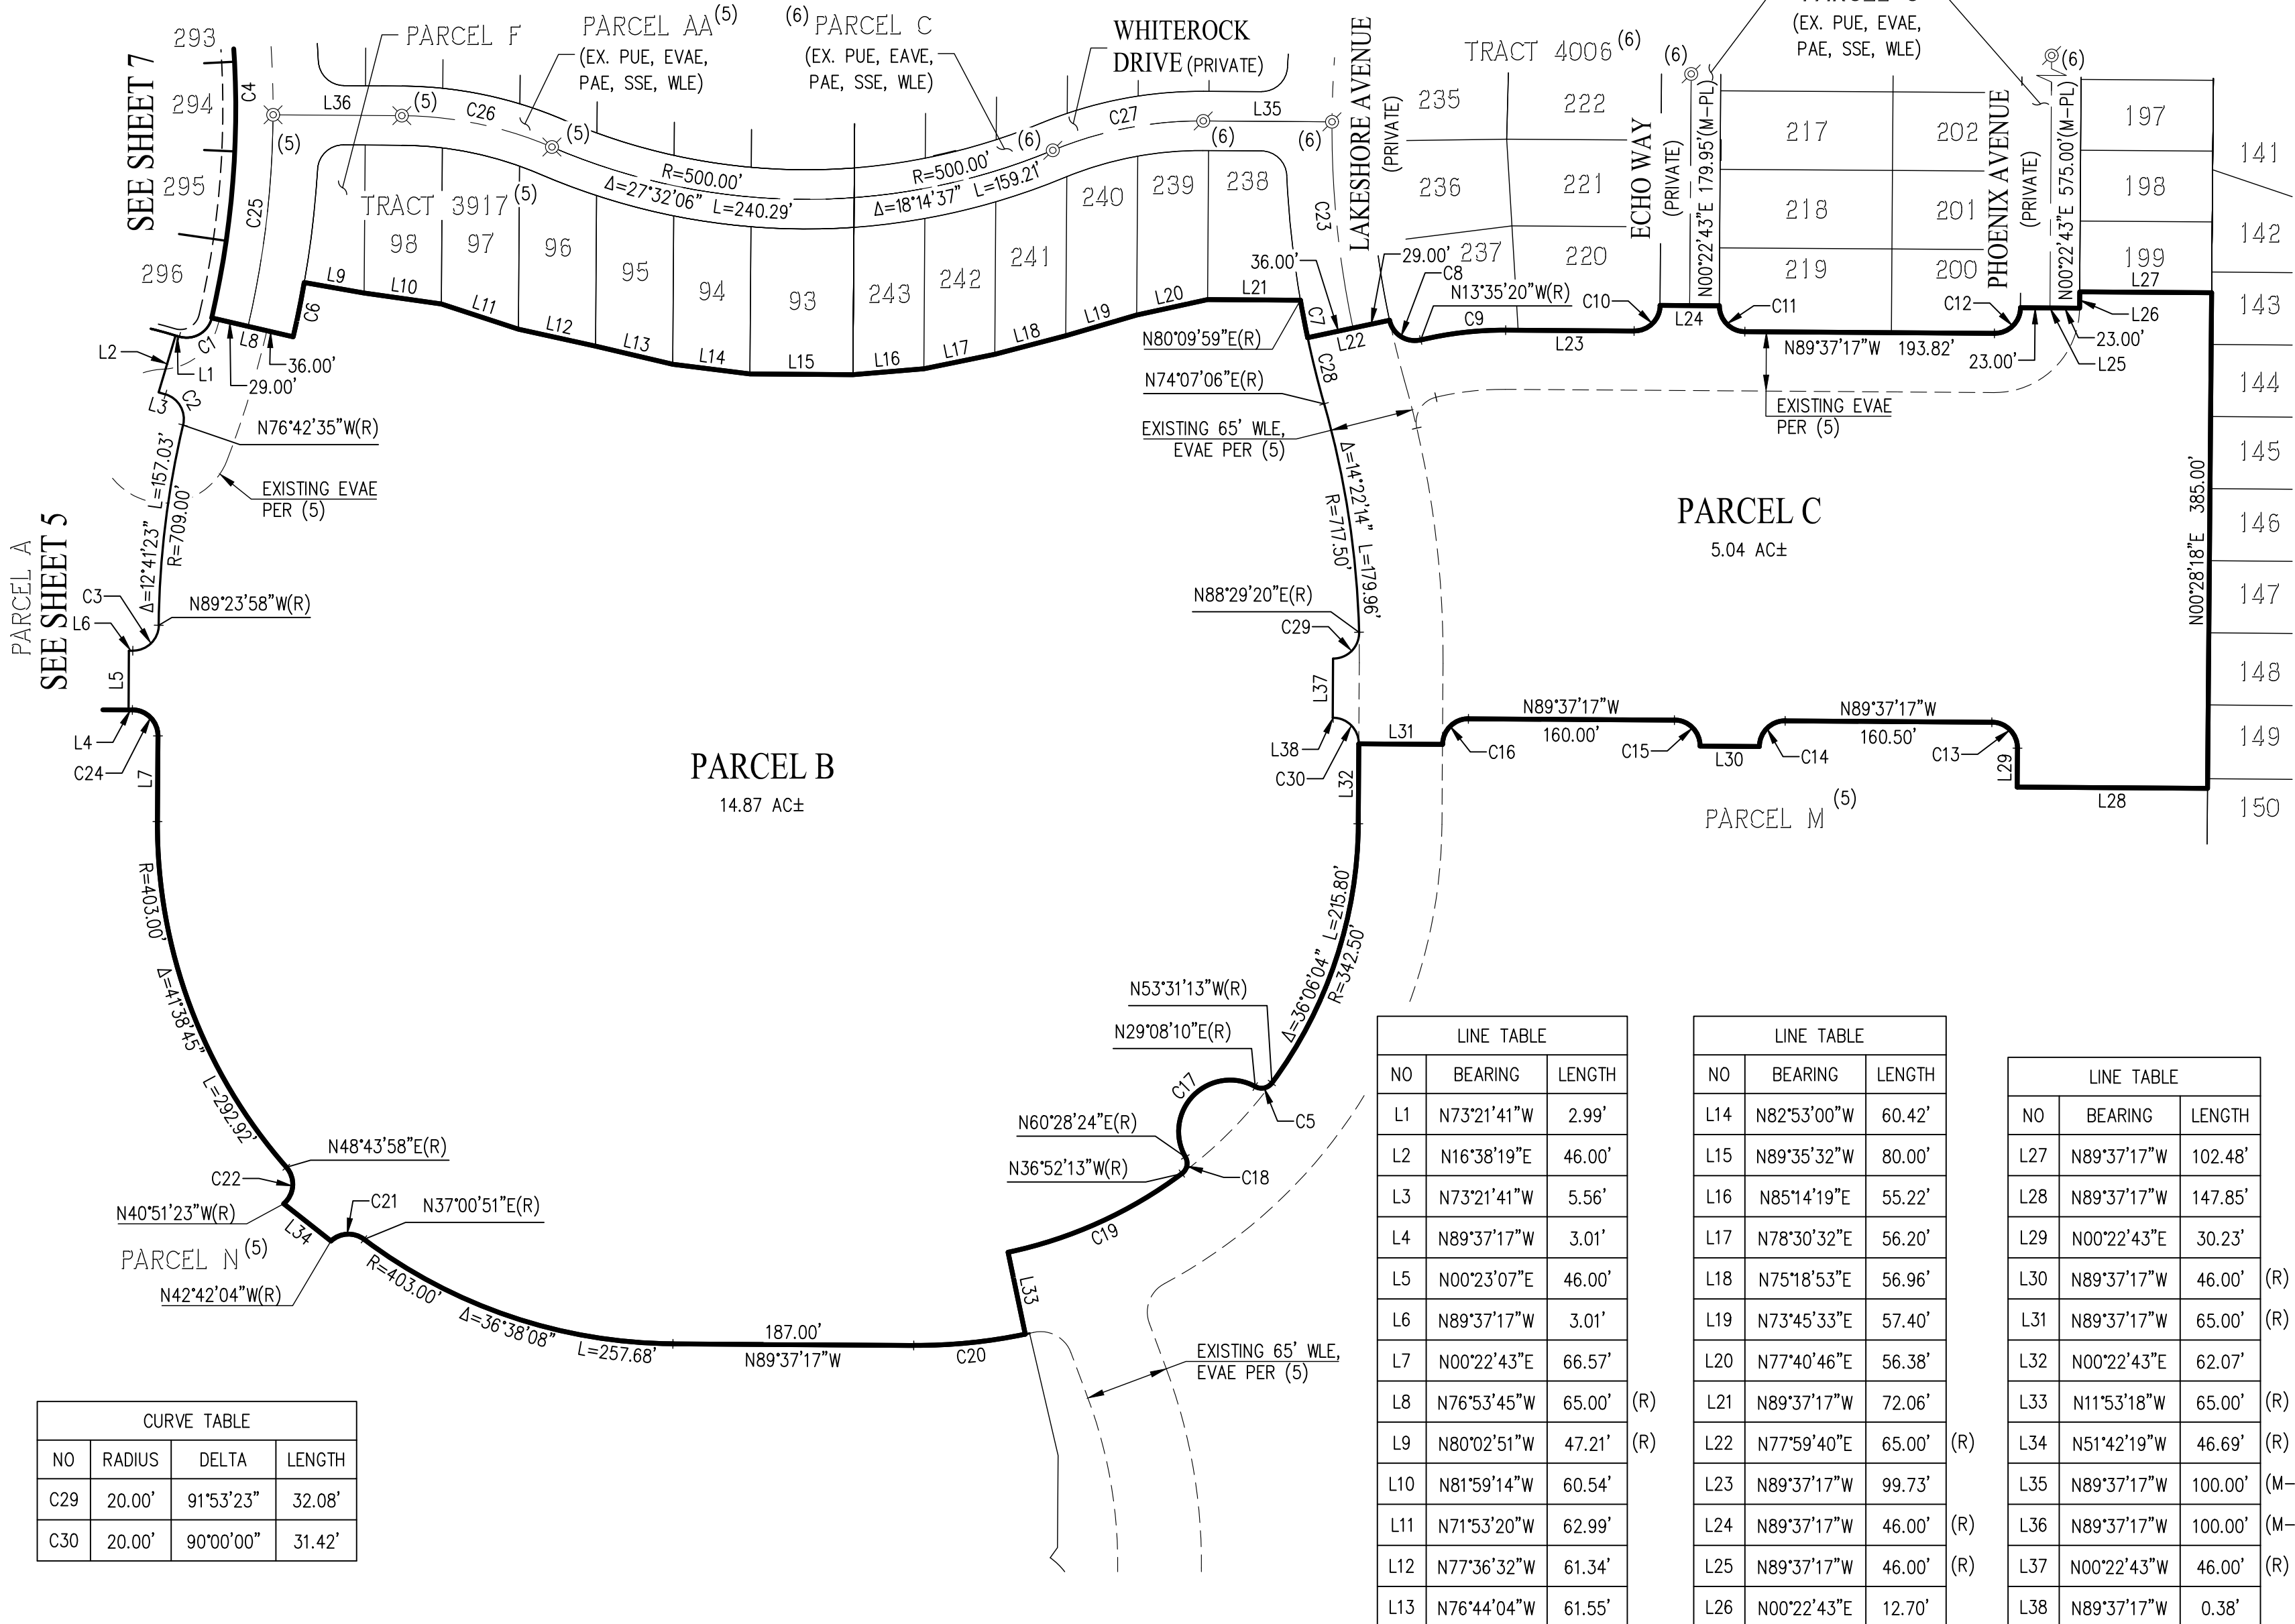 293
294
295
296
SEE SHEET 7
C4
L36
(5)
(5)
C25
PARCEL F
PARCEL AA (5)
(EX. PUE, EVAE,
PAE, SSE, WLE)
C26
(5)
(6) PARCEL C
(EX. PUE, EAVE,
PAE, SSE, WLE)
WHITEROCK
DRIVE (PRIVATE)
C27
(6)
(6)
L35
(6)
R=500.00'
Δ=27°32'06" L=240.29'
R=500.00'
Δ=18°14'37" L=159.21'
LAKESHORE AVENUE
(PRIVATE)
C23
TRACT 4006 (6)
(EX. PUE, EVAE,
PAE, SSE, WLE)
(6)
(6)
235
236
237
222
221
220
ECHO WAY
(PRIVATE)
N00°22'43"E 179.95'(M-PL)
217
218
219
202
201
200
PHOENIX AVENUE
(PRIVATE)
N00°22'43"E 575.00'(M-PL)
197
198
199
141
142
143
144
145
146
147
148
149
150
TRACT 3917 (5)
98
97
96
95
94
93
243
242
241
240
239
238
L9
L10
L11
L12
L13
L14
L15
L16
L17
L18
L19
L20
L21
C6
L8
C1
L2
L1
29.00'
36.00'
L3
C2
N76°42'35"W(R)
EXISTING EVAE
PER (5)
Δ=12°41'23" L=157.03'
R=709.00'
C3
N89°23'58"W(R)
L6
L5
L4
C24
L7
PARCEL A
SEE SHEET 5
36.00'
29.00'
C7
L22
C8
N13°35'20"W(R)
C9
L23
C10
L24
C11
C12
N89°37'17"W 193.82'
23.00'
23.00'
L25
L26
L27
N80°09'59"E(R)
C28
N74°07'06"E(R)
EXISTING 65' WLE,
EVAE PER (5)
EXISTING EVAE
PER (5)
Δ=14°22'14" L=179.96'
R=717.50'
N88°29'20"E(R)
C29
L37
L38
C30
L31
L32
PARCEL C
5.04 AC±
N00°28'18"E 385.00'
C16
N89°37'17"W
160.00'
C15
L30
C14
N89°37'17"W
160.50'
C13
L29
L28
PARCEL M (5)
PARCEL B
14.87 AC±
R=403.00'
Δ=41°38'45"
L=292.92'
N48°43'58"E(R)
C22
N40°51'23"W(R)
L34
C21
N37°00'51"E(R)
PARCEL N (5)
N42°42'04"W(R)
R=403.00'
Δ=36°38'08"
L=257.68'
187.00'
N89°37'17"W
C20
L33
C19
N53°31'13"W(R)
N29°08'10"E(R)
C17
C5
N60°28'24"E(R)
N36°52'13"W(R)
C18
Δ=36°06'04" L=215.80'
R=342.50'
EXISTING 65' WLE,
EVAE PER (5)
CURVE TABLE
NO RADIUS DELTA LENGTH
C29 20.00' 91°53'23" 32.08'
C30 20.00' 90°00'00" 31.42'
LINE TABLE
NO BEARING LENGTH
L1 N73°21'41"W 2.99'
L2 N16°38'19"E 46.00'
L3 N73°21'41"W 5.56'
L4 N89°37'17"W 3.01'
L5 N00°23'07"E 46.00'
L6 N89°37'17"W 3.01'
L7 N00°22'43"E 66.57'
L8 N76°53'45"W 65.00' (R)
L9 N80°02'51"W 47.21' (R)
L10 N81°59'14"W 60.54'
L11 N71°53'20"W 62.99'
L12 N77°36'32"W 61.34'
L13 N76°44'04"W 61.55'
LINE TABLE
NO BEARING LENGTH
L14 N82°53'00"W 60.42'
L15 N89°35'32"W 80.00'
L16 N85°14'19"E 55.22'
L17 N78°30'32"E 56.20'
L18 N75°18'53"E 56.96'
L19 N73°45'33"E 57.40'
L20 N77°40'46"E 56.38'
L21 N89°37'17"W 72.06'
L22 N77°59'40"E 65.00' (R)
L23 N89°37'17"W 99.73'
L24 N89°37'17"W 46.00' (R)
L25 N89°37'17"W 46.00' (R)
L26 N00°22'43"E 12.70'
LINE TABLE
NO BEARING LENGTH
L27 N89°37'17"W 102.48'
L28 N89°37'17"W 147.85'
L29 N00°22'43"E 30.23'
L30 N89°37'17"W 46.00' (R)
L31 N89°37'17"W 65.00' (R)
L32 N00°22'43"E 62.07'
L33 N11°53'18"W 65.00' (R)
L34 N51°42'19"W 46.69' (R)
L35 N89°37'17"W 100.00' (M-
L36 N89°37'17"W 100.00' (M-
L37 N00°22'43"W 46.00' (R)
L38 N89°37'17"W 0.38'